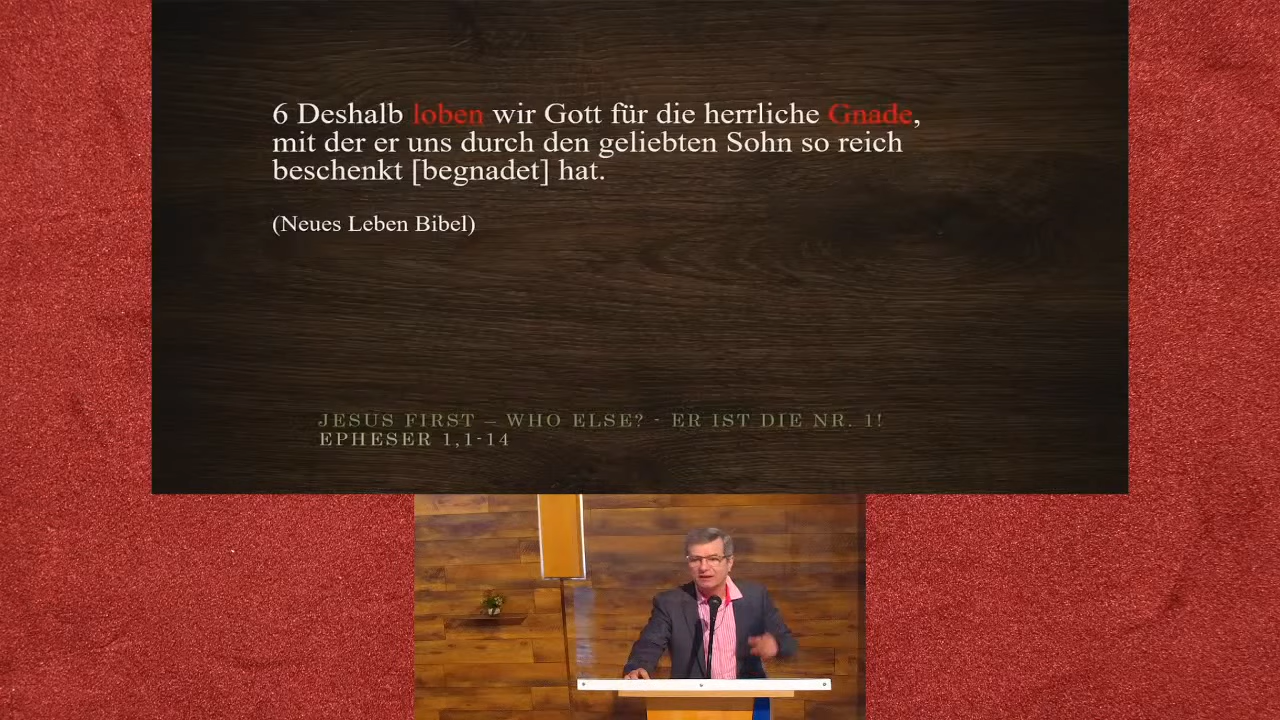 6 Deshalb loben wir Gott für die herrliche Gnade,
mit der er uns durch den geliebten Sohn so reich
beschenkt [begnadet] hat.
(Neues Leben Bibel)
JESUS FIRST – WHO ELSE? - ER IST DIE NR. 1!
EPHESER 1,1-14